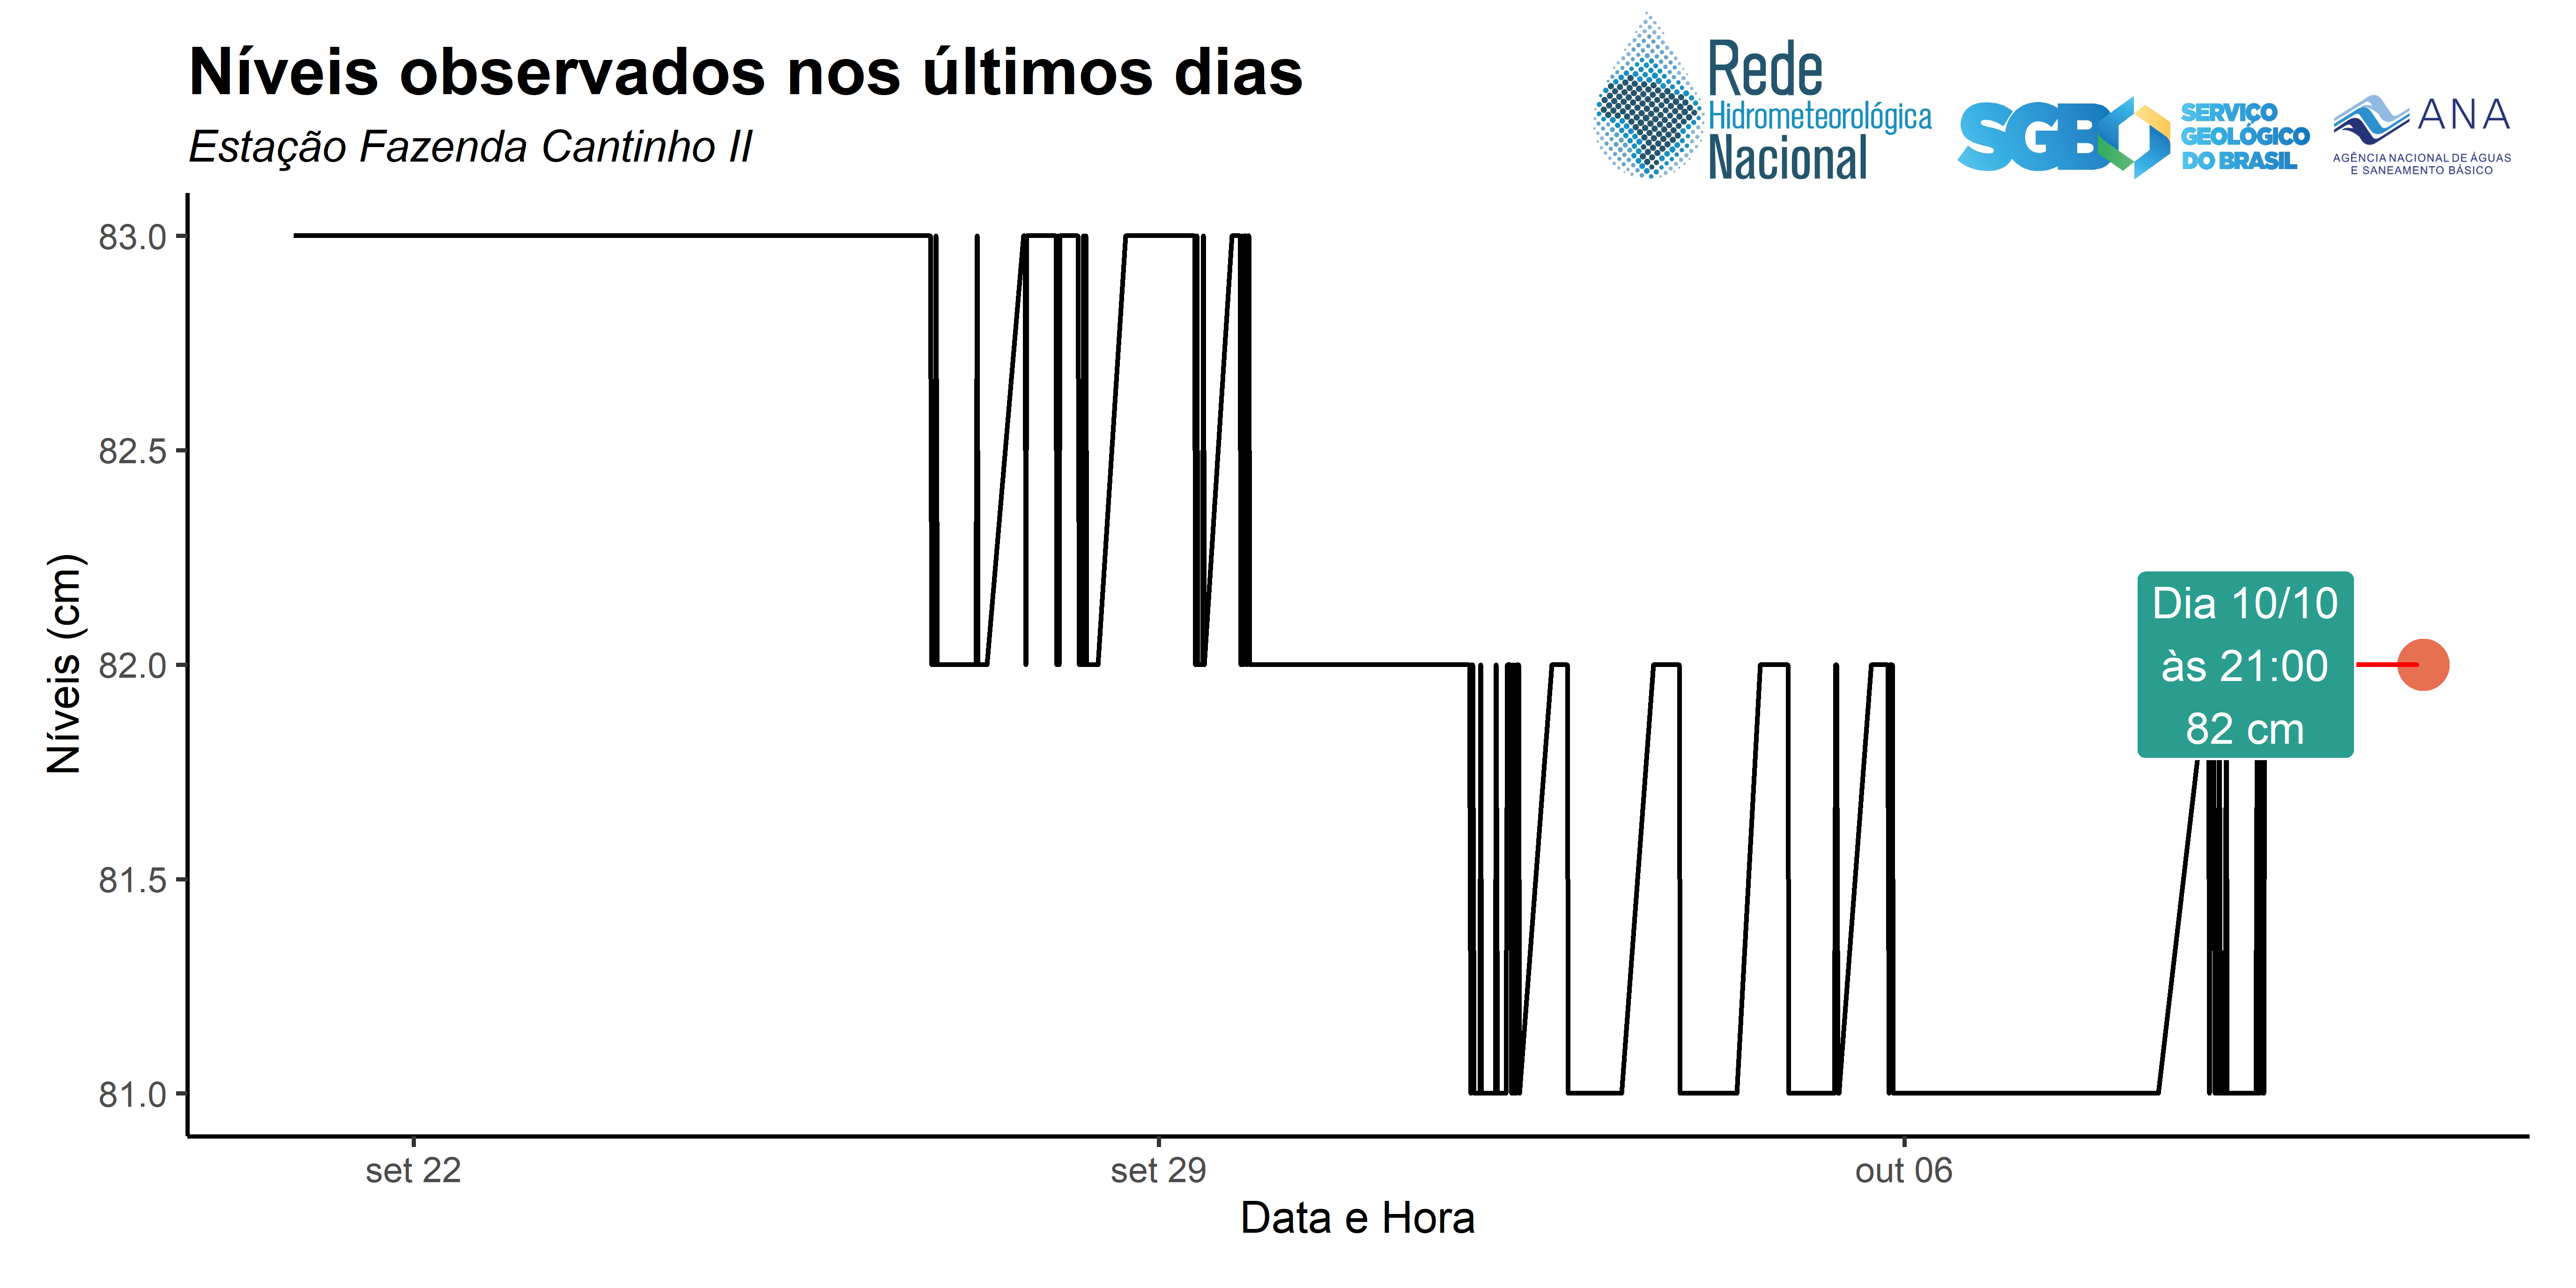 Níveis observados nos últimos dias
Estação Fazenda Cantinho II
Rede
Hidrometeorológica
Nacional
SGB
SERVIÇO
GEOLÓGICO
DO BRASIL
ANA
AGÊNCIA NACIONAL DE ÁGUAS
E SANEAMENTO BÁSICO
Níveis (cm)
83.0
82.5
82.0
81.5
81.0
Dia 10/10
às 21:00
82 cm
set 22
set 29
out 06
Data e Hora